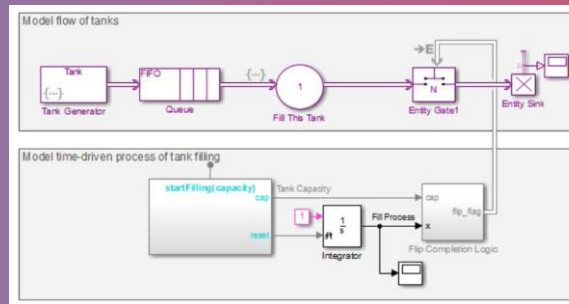 Model flow of tanks
Tank
{...}
Tank Generator
FIFO
Queue
{...}
1
Fill This Tank
→E
N
Entity Gate1
Entity Sink
Model time-driven process of tank filling
startFilling(capacity)
cap
reset
Tank Capacity
1
1
s
Integrator
Fill Process
cap
x
flip_flag
Flip Completion Logic